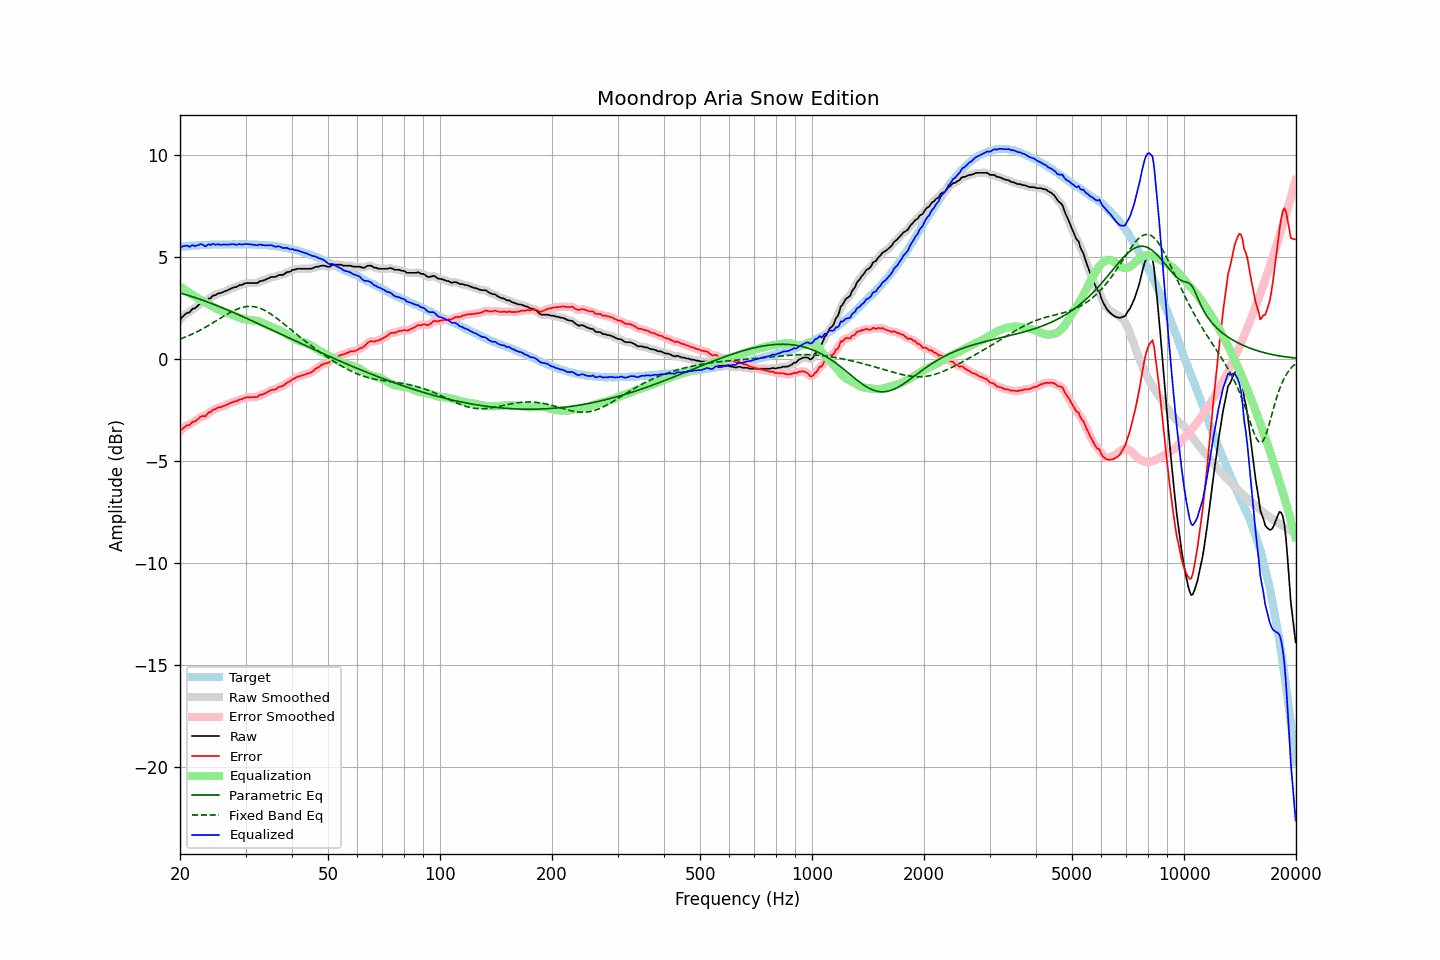 Moondrop Aria Snow Edition
Amplitude (dBr)
10
5
0
−5
−10
−15
−20
Target
Raw Smoothed
Error Smoothed
Raw
Error
Equalization
Parametric Eq
Fixed Band Eq
Equalized
20 50 100 200 500 1000 2000 5000 10000 20000
Frequency (Hz)